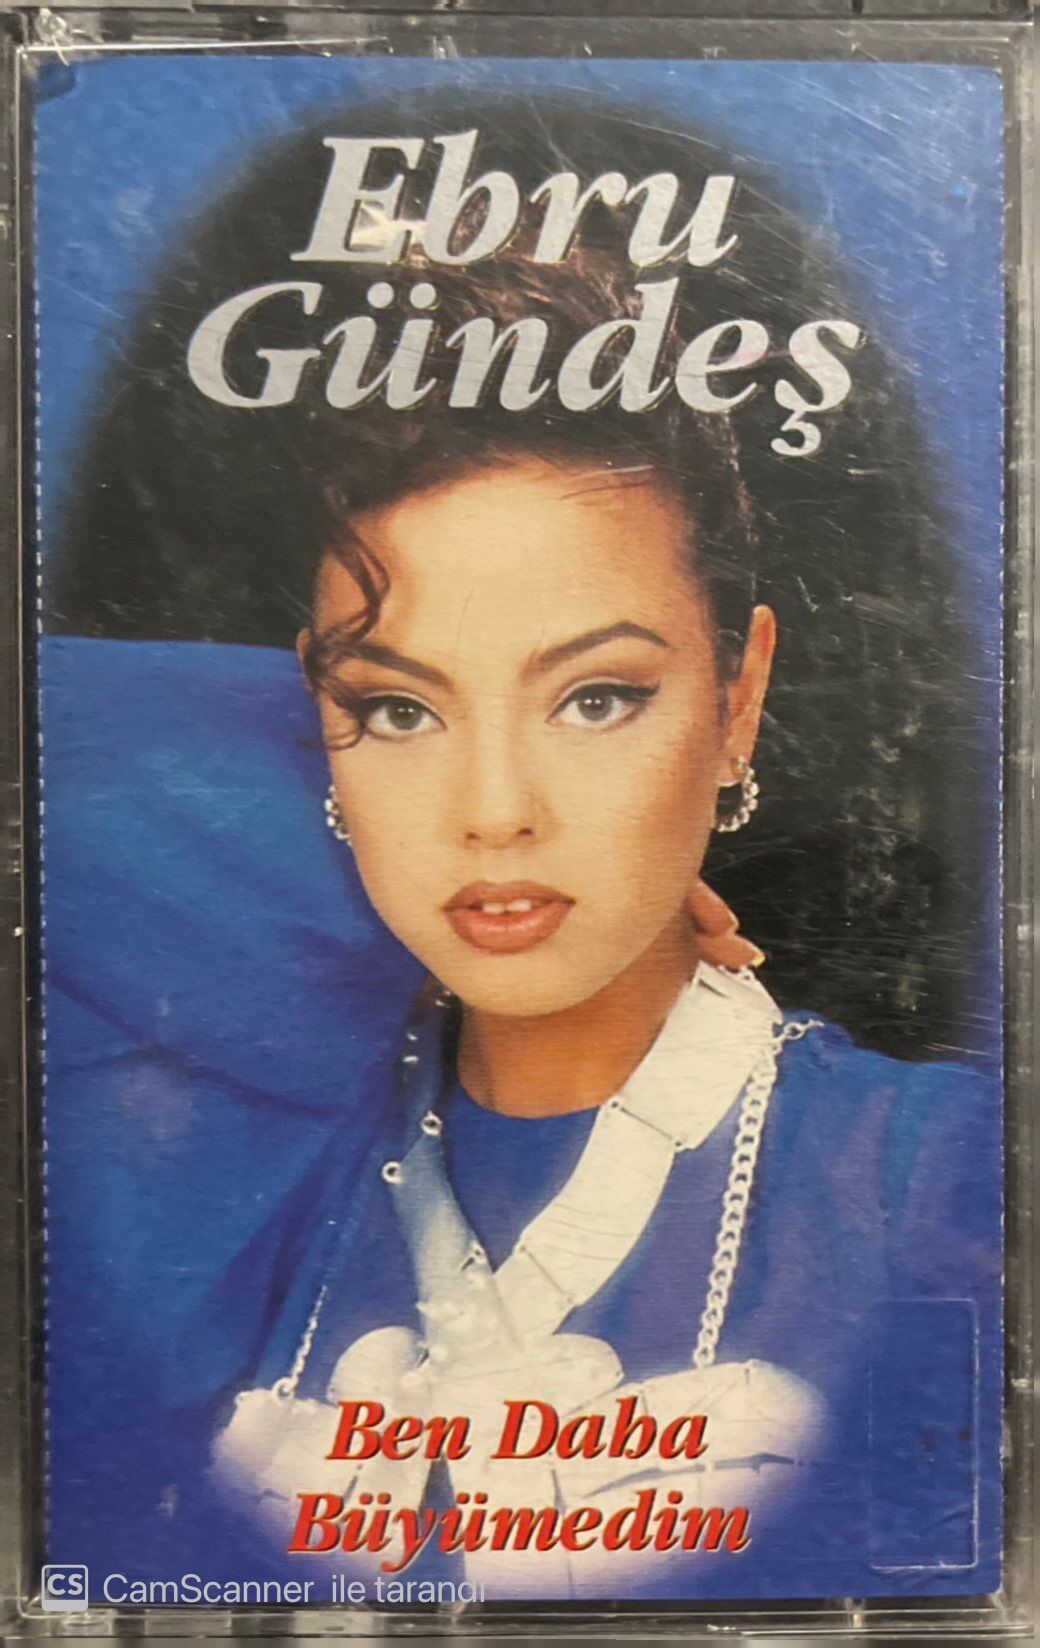 Ebru
Gündeş
Ben Daha
Büyümedim
CS CamScanner ile tarandı